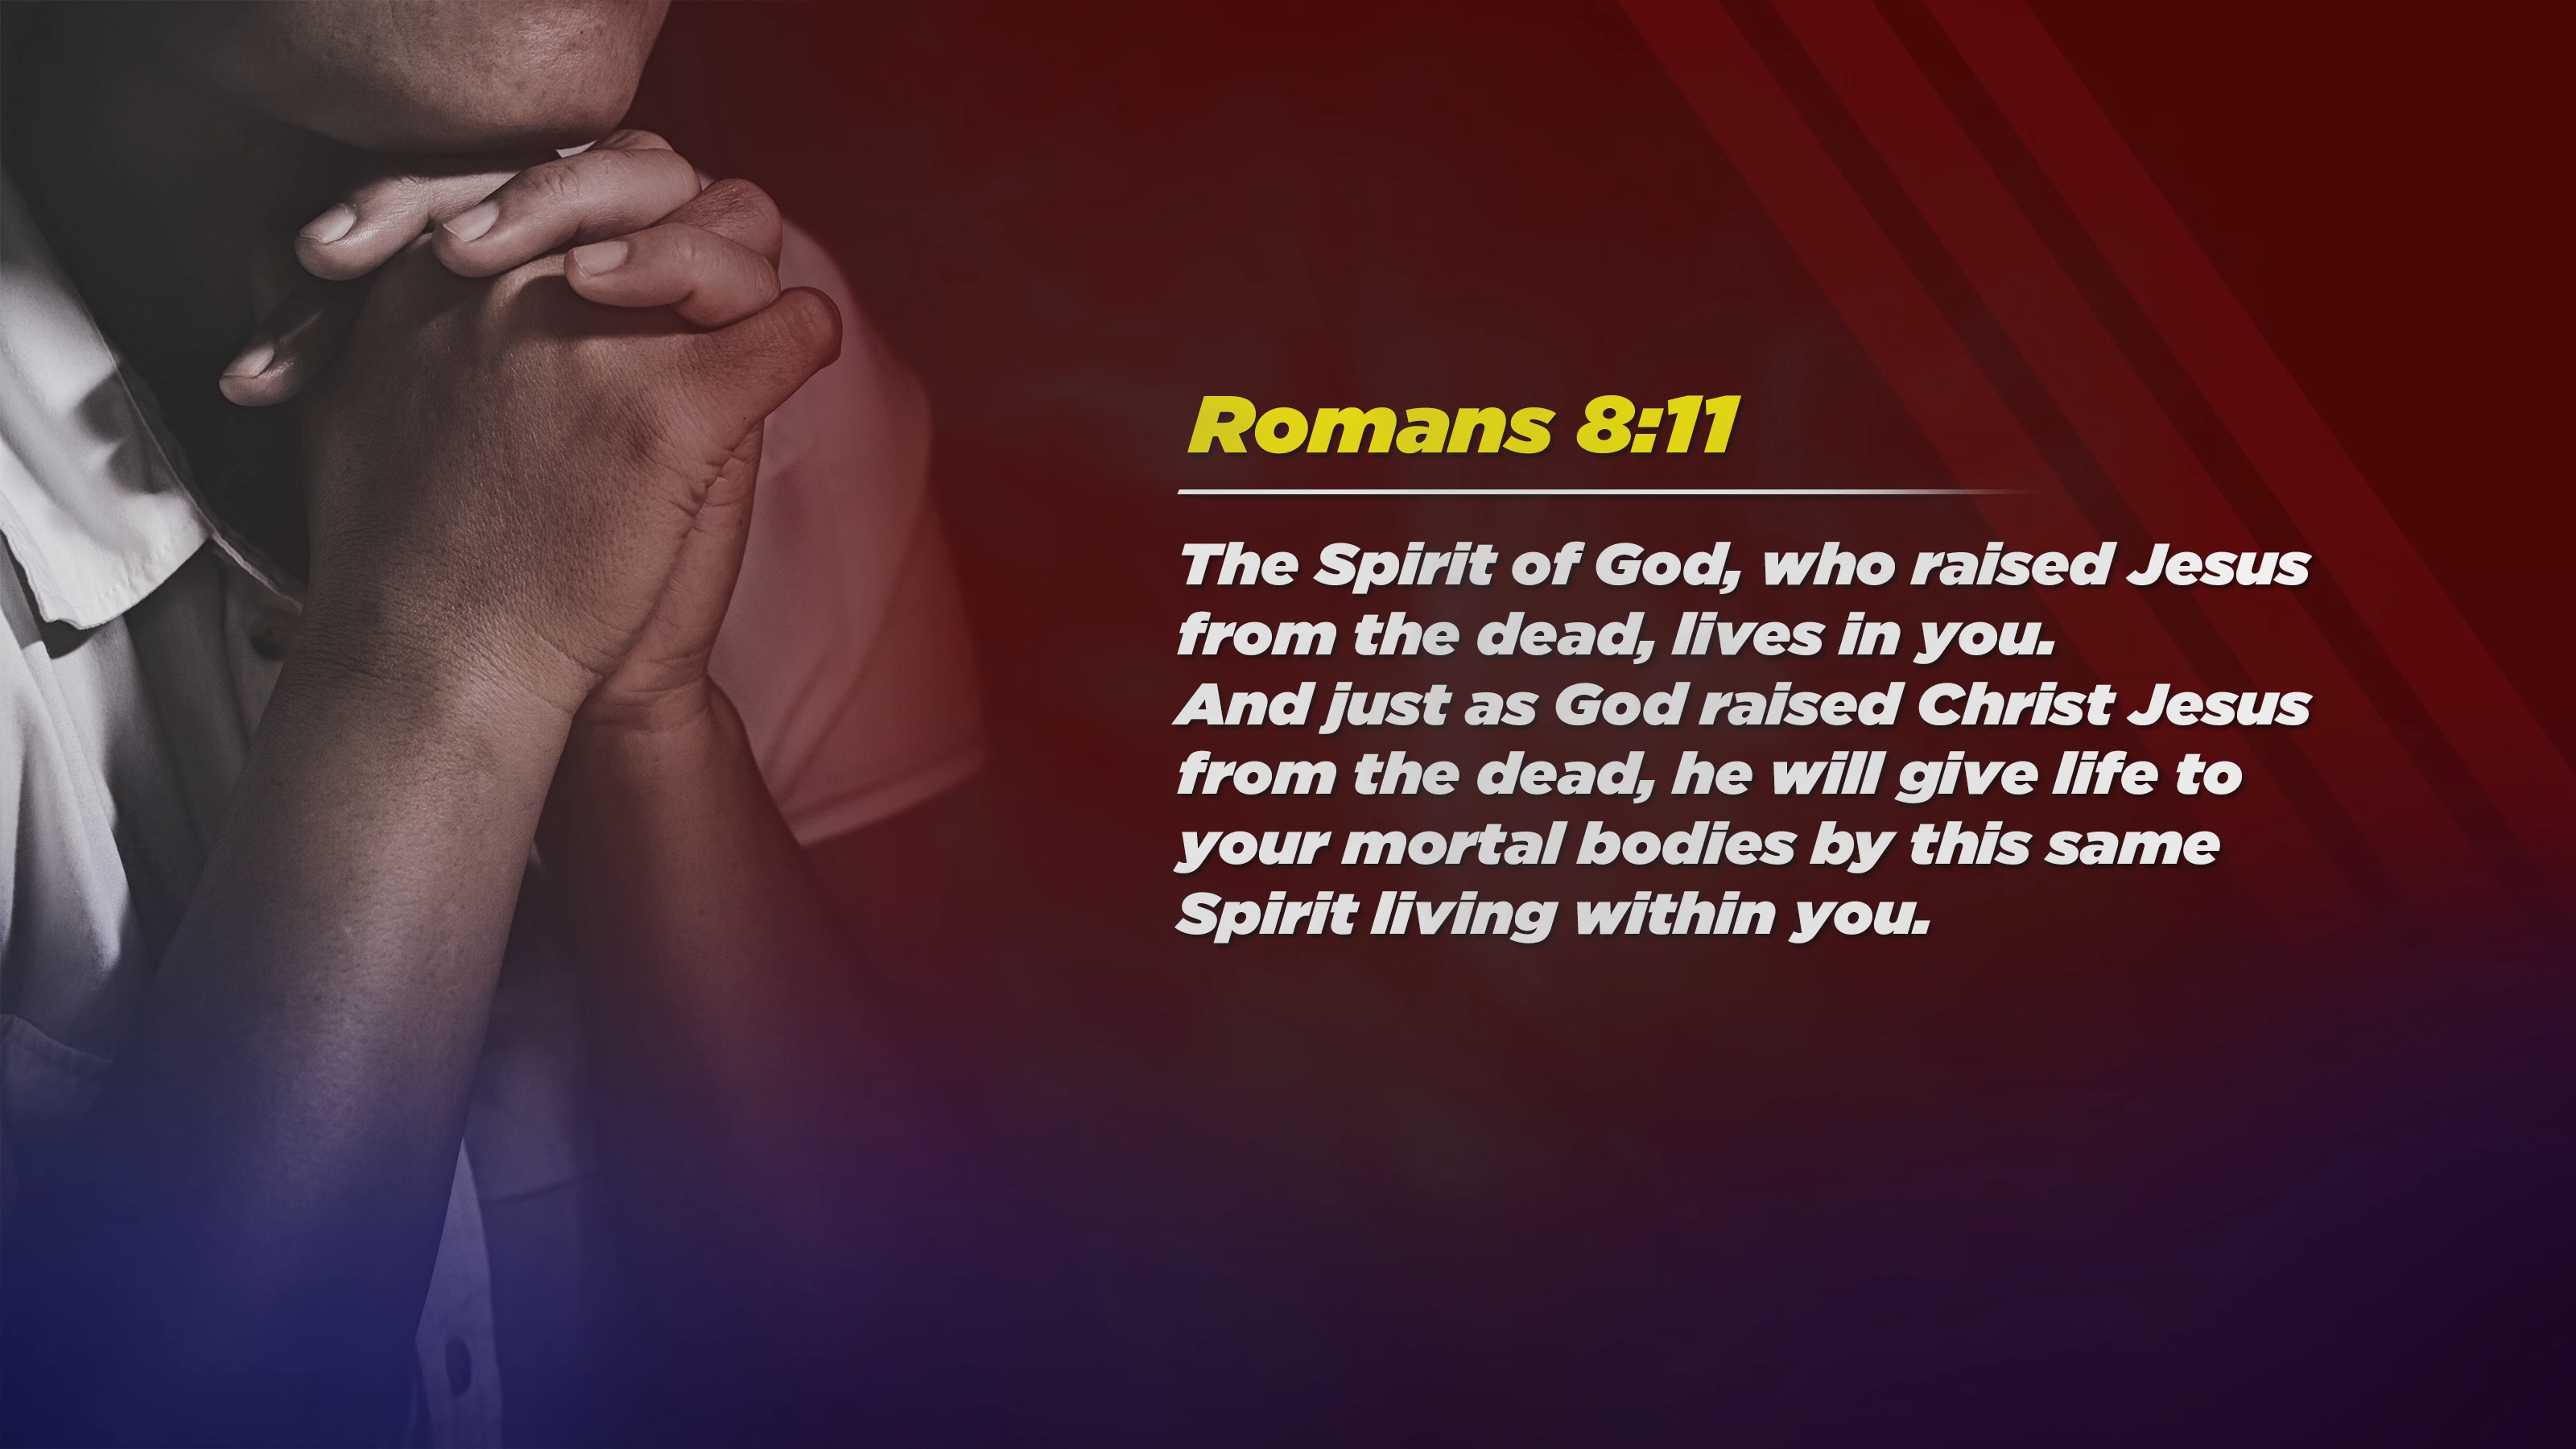 Romans 8:11
The Spirit of God, who raised Jesus
from the dead, lives in you.
And just as God raised Christ Jesus
from the dead, he will give life to
your mortal bodies by this same
Spirit living within you.